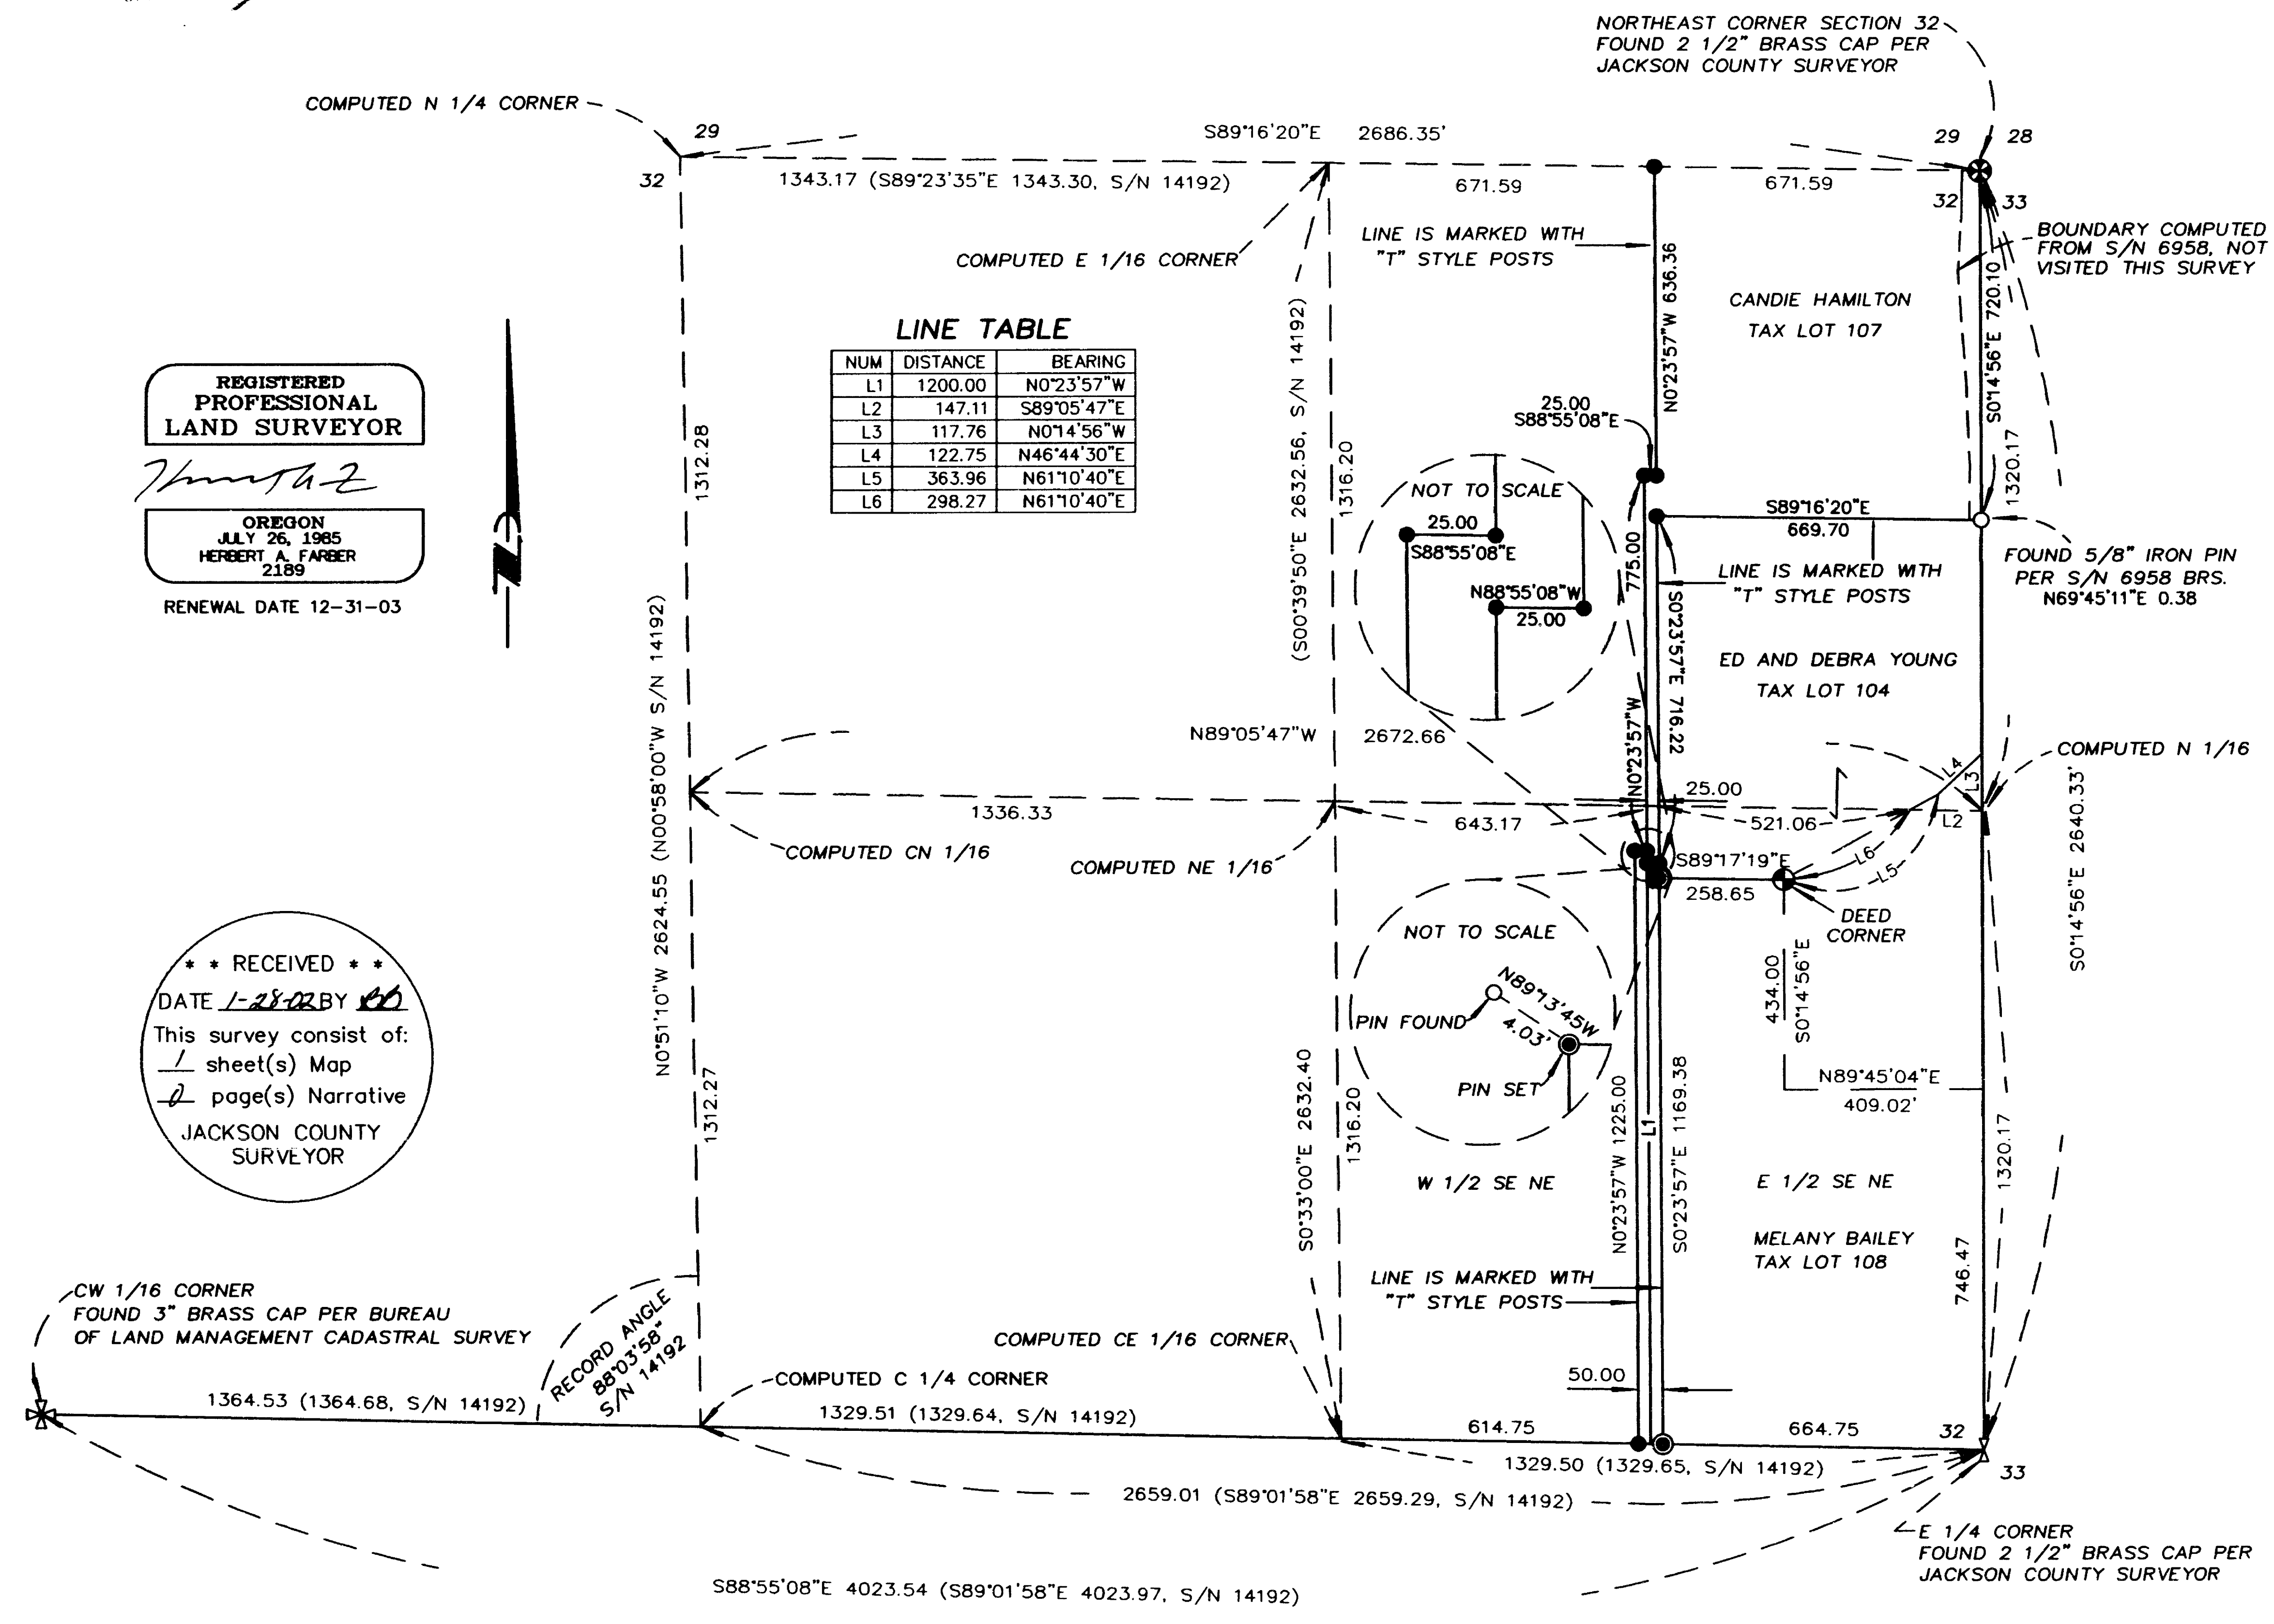 NORTHEAST CORNER SECTION 32
FOUND 2 1/2" BRASS CAP PER
JACKSON COUNTY SURVEYOR
COMPUTED N 1/4 CORNER
29
32
S89°16'20"E 2686.35'
1343.17 (S89°23'35"E 1343.30, S/N 14192)
671.59
671.59
29
28
32
33
COMPUTED E 1/16 CORNER
LINE IS MARKED WITH
"T" STYLE POSTS
N0°23'57"W 636.36
CANDIE HAMILTON
TAX LOT 107
S0°14'56"E 720.10
BOUNDARY COMPUTED
FROM S/N 6958, NOT
VISITED THIS SURVEY
REGISTERED
PROFESSIONAL
LAND SURVEYOR
OREGON
JULY 26, 1985
HERBERT A. FARBER
2189
RENEWAL DATE 12-31-03
LINE TABLE
NUM DISTANCE BEARING
L1 1200.00 N0°23'57"W
L2 147.11 S89°05'47"E
L3 117.76 N0°14'56"W
L4 122.75 N46°44'30"E
L5 363.96 N61°10'40"E
L6 298.27 N61°10'40"E
1312.28
(S00°39'50"E 2632.56, S/N 14192)
1316.20
25.00
S88°55'08"E
NOT TO SCALE
25.00
S88°55'08"E
N88°55'08"W
25.00
775.00
N0°23'57"W
S0°23'57"E 716.22
S89°16'20"E
669.70
1320.17
LINE IS MARKED WITH
"T" STYLE POSTS
FOUND 5/8" IRON PIN
PER S/N 6958 BRS.
N69°45'11"E 0.38
ED AND DEBRA YOUNG
TAX LOT 104
N0°51'10"W 2624.55 (N00°58'00"W S/N 14192)
N89°05'47"W 2672.66
COMPUTED N 1/16
L4
L3
L2
25.00
1336.33
643.17
521.06
COMPUTED CN 1/16
COMPUTED NE 1/16
S89°17'19"E
258.65
L6
L5
DEED
CORNER
S0°14'56"E 2640.33'
* * RECEIVED * *
DATE 1-28-02 BY BB
This survey consist of:
1 sheet(s) Map
0 page(s) Narrative
JACKSON COUNTY
SURVEYOR
NOT TO SCALE
N89°13'45W
4.03'
PIN FOUND
PIN SET
434.00
S0°14'56"E
N89°45'04"E
409.02'
1312.27
S0°33'00"E 2632.40
1316.20
N0°23'57"W 1225.00
L1
S0°23'57"E 1169.38
1320.17
W 1/2 SE NE
E 1/2 SE NE
MELANY BAILEY
TAX LOT 108
746.47
LINE IS MARKED WITH
"T" STYLE POSTS
CW 1/16 CORNER
FOUND 3" BRASS CAP PER BUREAU
OF LAND MANAGEMENT CADASTRAL SURVEY
RECORD ANGLE
88°03'58"
S/N 14192
COMPUTED CE 1/16 CORNER
COMPUTED C 1/4 CORNER
50.00
1364.53 (1364.68, S/N 14192)
1329.51 (1329.64, S/N 14192)
614.75
664.75
32
33
1329.50 (1329.65, S/N 14192)
2659.01 (S89°01'58"E 2659.29, S/N 14192)
E 1/4 CORNER
FOUND 2 1/2" BRASS CAP PER
JACKSON COUNTY SURVEYOR
S88°55'08"E 4023.54 (S89°01'58"E 4023.97, S/N 14192)